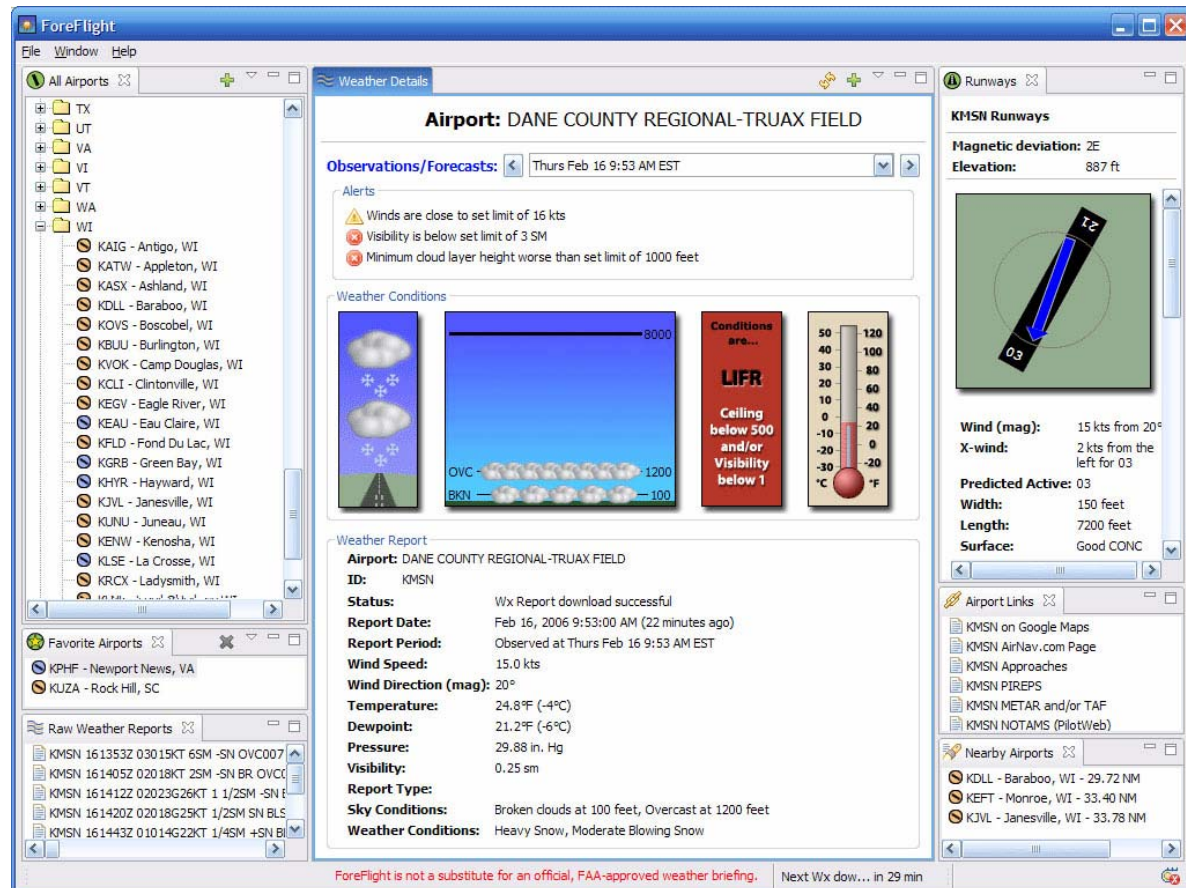 ForeFlight
File Window Help
All Airports
TX
UT
VA
VI
VT
WA
WI
KAIG - Antigo, WI
KATW - Appleton, WI
KASX - Ashland, WI
KDLL - Baraboo, WI
KOVS - Boscobel, WI
KBUU - Burlington, WI
KVOK - Camp Douglas, WI
KCLI - Clintonville, WI
KEGV - Eagle River, WI
KEAU - Eau Claire, WI
KFLD - Fond Du Lac, WI
KGRB - Green Bay, WI
KHYR - Hayward, WI
KJVL - Janesville, WI
KUNU - Juneau, WI
KENW - Kenosha, WI
KLSE - La Crosse, WI
KRCX - Ladysmith, WI
Favorite Airports
KPHF - Newport News, VA
KUZA - Rock Hill, SC
Raw Weather Reports
KMSN 161353Z 03015KT 6SM -SN OVC007
KMSN 161405Z 02018KT 2SM -SN BR OVC
KMSN 161412Z 02023G26KT 1 1/2SM -SN
KMSN 161420Z 02018G25KT 1/2SM SN BLS
KMSN 161443Z 01014G22KT 1/4SM +SN
Weather Details
Airport: DANE COUNTY REGIONAL-TRUAX FIELD
Observations/Forecasts: Thurs Feb 16 9:53 AM EST
Alerts
Winds are close to set limit of 16 kts
Visibility is below set limit of 3 SM
Minimum cloud layer height worse than set limit of 1000 feet
Weather Conditions
8000
OVC 1200
BKN 100
Conditions
are...
LIFR
Ceiling
below 500
and/or
Visibility
below 1
50 120
40 100
30 80
20 60
10 40
0 20
-10 0
-20 -20
-30
°C °F
Weather Report
Airport: DANE COUNTY REGIONAL-TRUAX FIELD
ID: KMSN
Status: Wx Report download successful
Report Date: Feb 16, 2006 9:53:00 AM (22 minutes ago)
Report Period: Observed at Thurs Feb 16 9:53 AM EST
Wind Speed: 15.0 kts
Wind Direction (mag): 20°
Temperature: 24.8°F (-4°C)
Dewpoint: 21.2°F (-6°C)
Pressure: 29.88 in. Hg
Visibility: 0.25 sm
Report Type:
Sky Conditions: Broken clouds at 100 feet, Overcast at 1200 feet
Weather Conditions: Heavy Snow, Moderate Blowing Snow
Runways
KMSN Runways
Magnetic deviation: 2E
Elevation: 887 ft
21
03
Wind (mag): 15 kts from 20°
X-wind: 2 kts from the
left for 03
Predicted Active: 03
Width: 150 feet
Length: 7200 feet
Surface: Good CONC
Airport Links
KMSN on Google Maps
KMSN AirNav.com Page
KMSN Approaches
KMSN PIREPS
KMSN METAR and/or TAF
KMSN NOTAMS (PilotWeb)
Nearby Airports
KDLL - Baraboo, WI - 29.72 NM
KEFT - Monroe, WI - 33.40 NM
KJVL - Janesville, WI - 33.78 NM
ForeFlight is not a substitute for an official, FAA-approved weather briefing. Next Wx dow... in 29 min